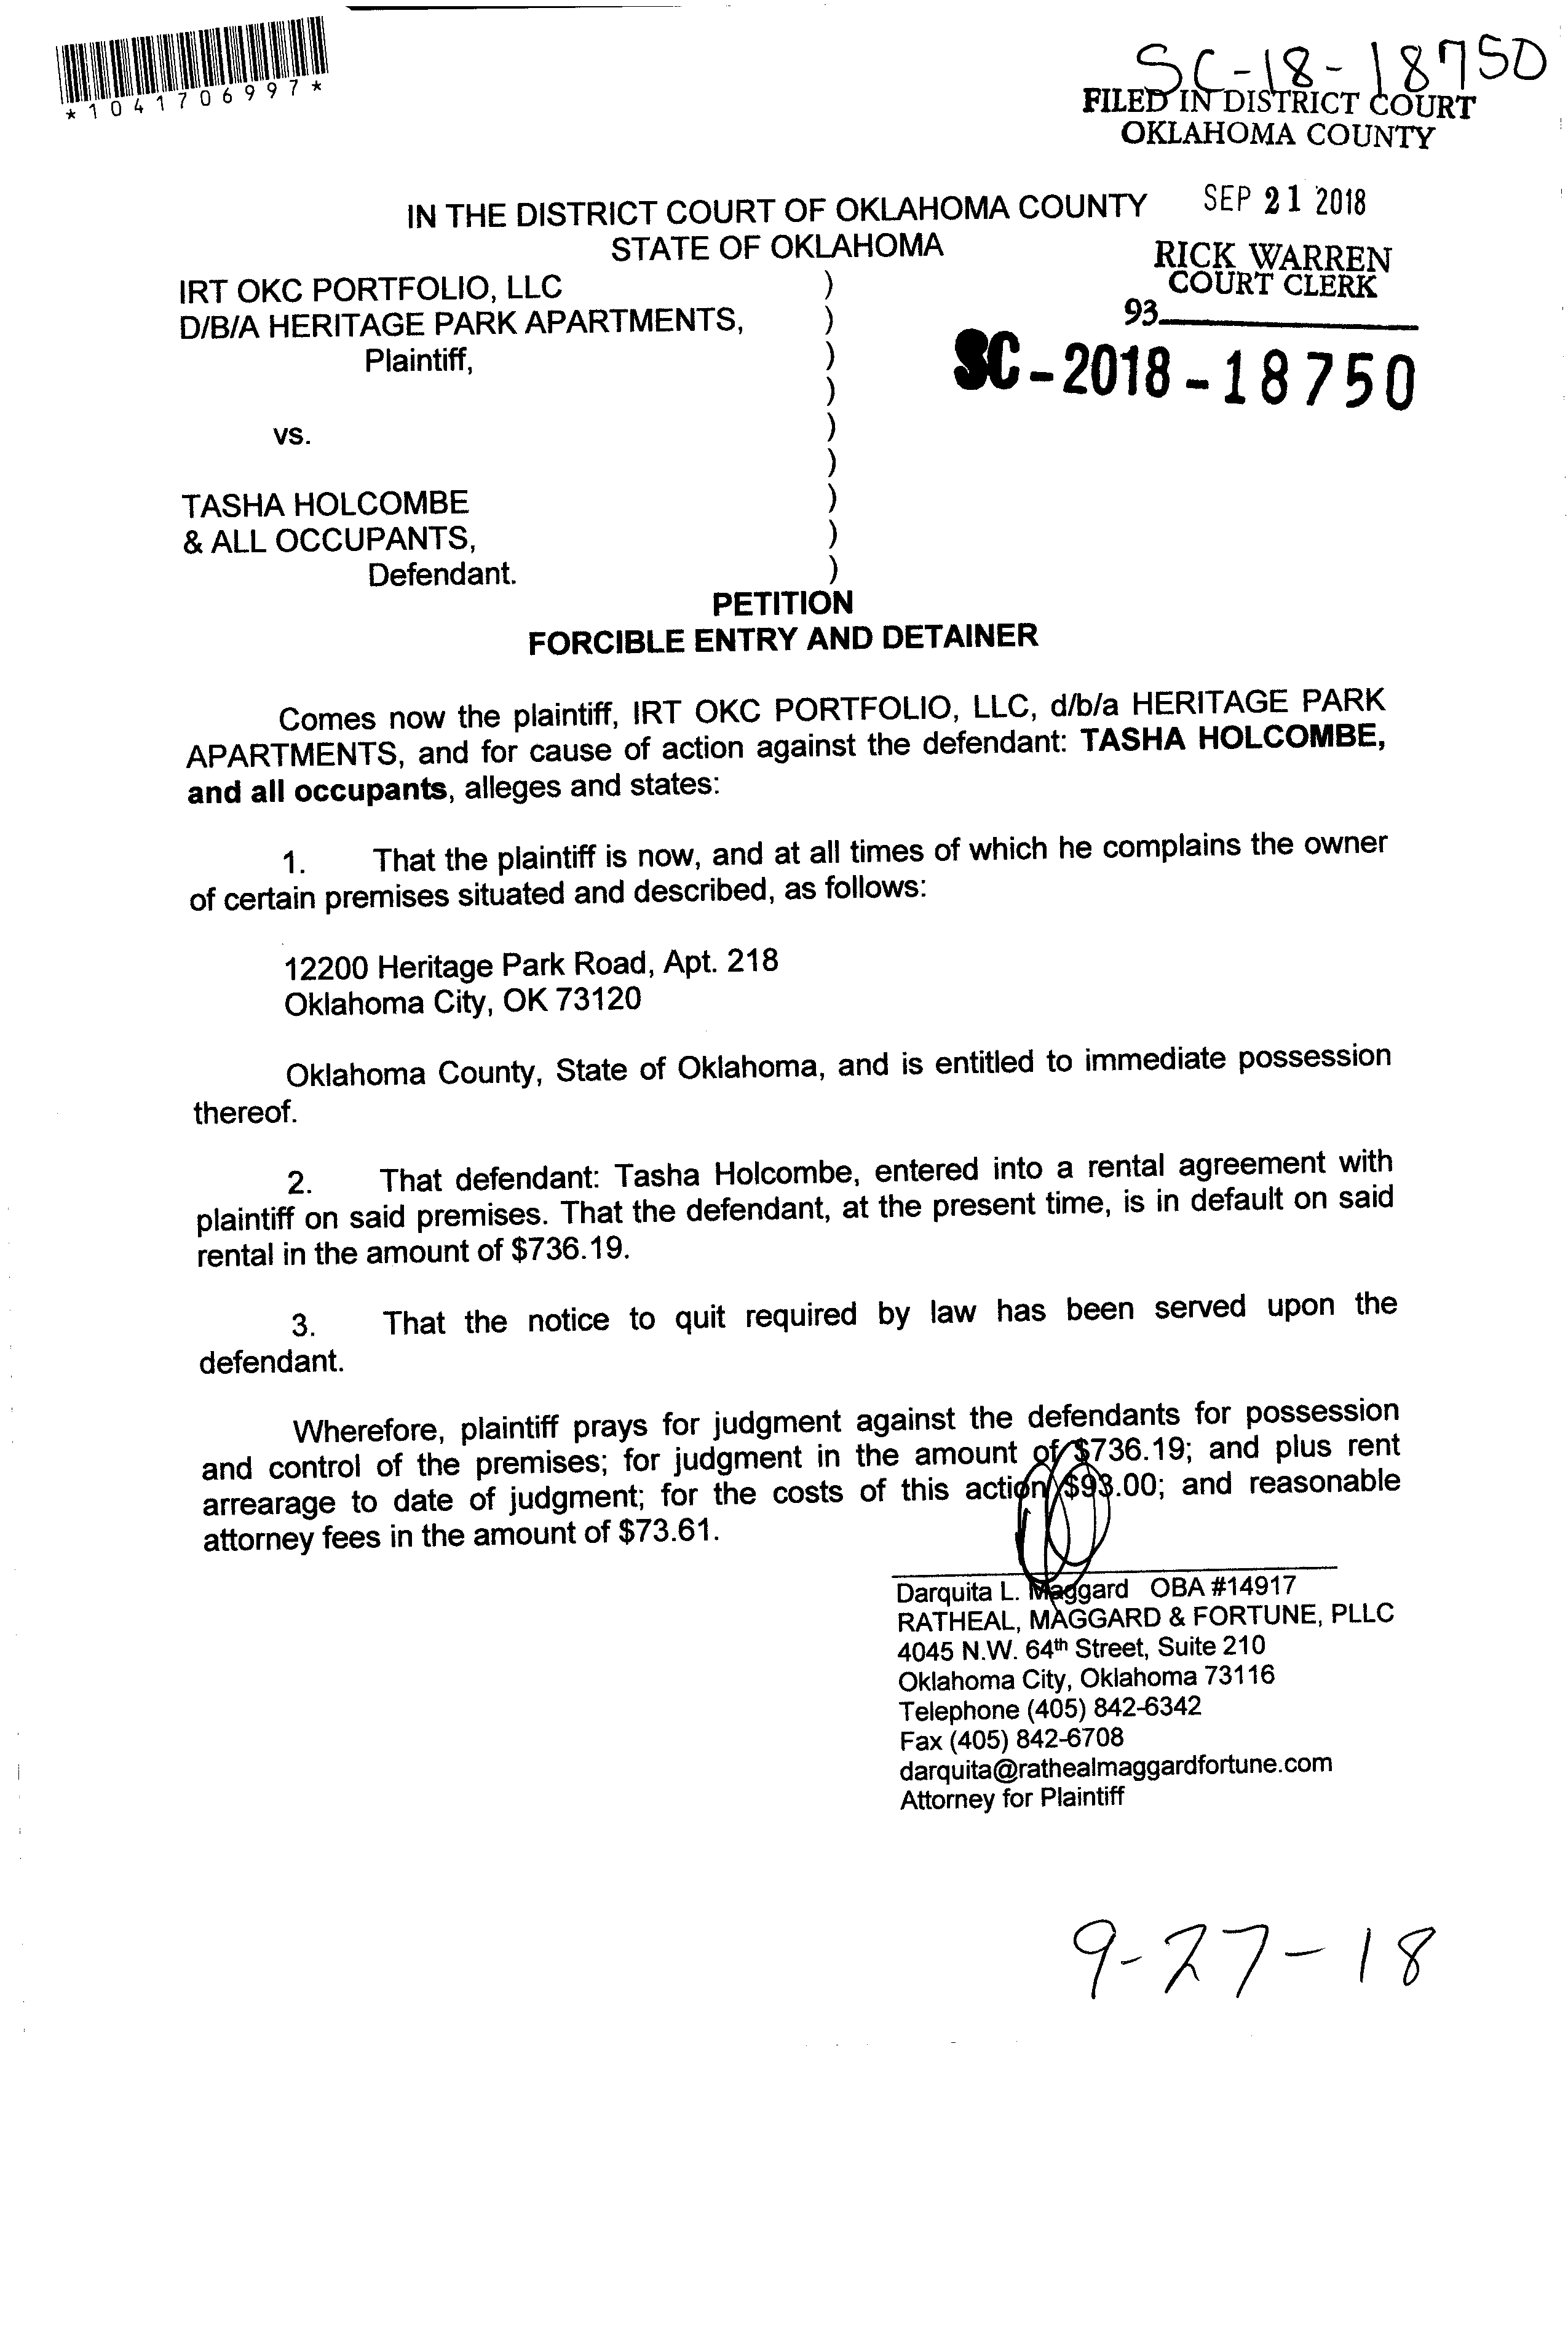 *1041706997*
SC-18-18750
FILED IN DISTRICT COURT
OKLAHOMA COUNTY
IN THE DISTRICT COURT OF OKLAHOMA COUNTY
SEP 21 2018
STATE OF OKLAHOMA
RICK WARREN
COURT CLERK
93
SC-2018-18750
IRT OKC PORTFOLIO, LLC )
D/B/A HERITAGE PARK APARTMENTS, )
Plaintiff, )
)
vs. )
)
TASHA HOLCOMBE )
& ALL OCCUPANTS, )
Defendant. )
PETITION
FORCIBLE ENTRY AND DETAINER
Comes now the plaintiff, IRT OKC PORTFOLIO, LLC, d/b/a HERITAGE PARK
APARTMENTS, and for cause of action against the defendant: TASHA HOLCOMBE,
and all occupants, alleges and states:
1. That the plaintiff is now, and at all times of which he complains the owner
of certain premises situated and described, as follows:
12200 Heritage Park Road, Apt. 218
Oklahoma City, OK 73120
Oklahoma County, State of Oklahoma, and is entitled to immediate possession
thereof.
2. That defendant: Tasha Holcombe, entered into a rental agreement with
plaintiff on said premises. That the defendant, at the present time, is in default on said
rental in the amount of $736.19.
3. That the notice to quit required by law has been served upon the
defendant.
Wherefore, plaintiff prays for judgment against the defendants for possession
and control of the premises; for judgment in the amount of $736.19; and plus rent
arrearage to date of judgment; for the costs of this action $93.00; and reasonable
attorney fees in the amount of $73.61.
Darquita L. Maggard OBA #14917
RATHEAL, MAGGARD & FORTUNE, PLLC
4045 N.W. 64th Street, Suite 210
Oklahoma City, Oklahoma 73116
Telephone (405) 842-6342
Fax (405) 842-6708
darquita@rathealmaggardfortune.com
Attorney for Plaintiff
9-27-18